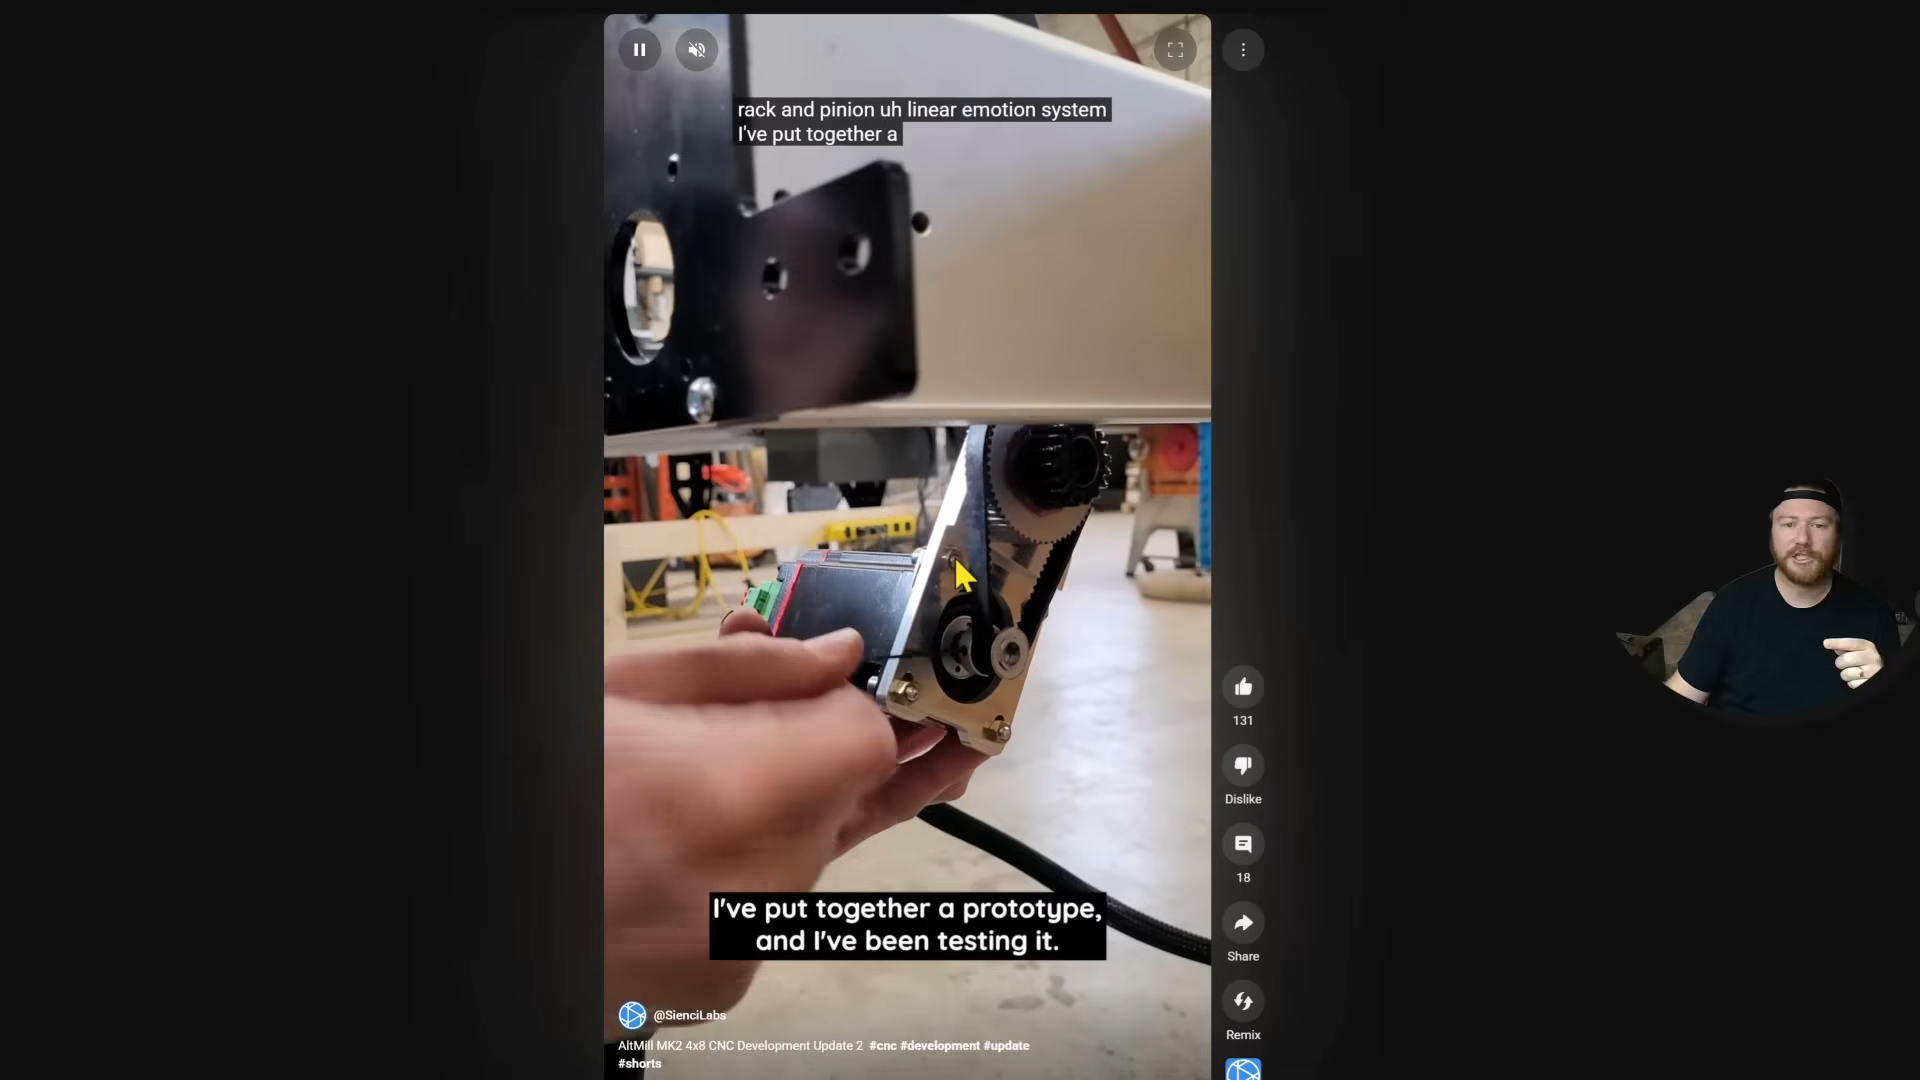 rack and pinion uh linear emotion system
I've put together a
I've put together a prototype,
and I've been testing it.
131
Dislike
18
Share
Remix
@SienciLabs
AltMill MK2 4x8 CNC Development Update 2 #cnc #development #update
#shorts